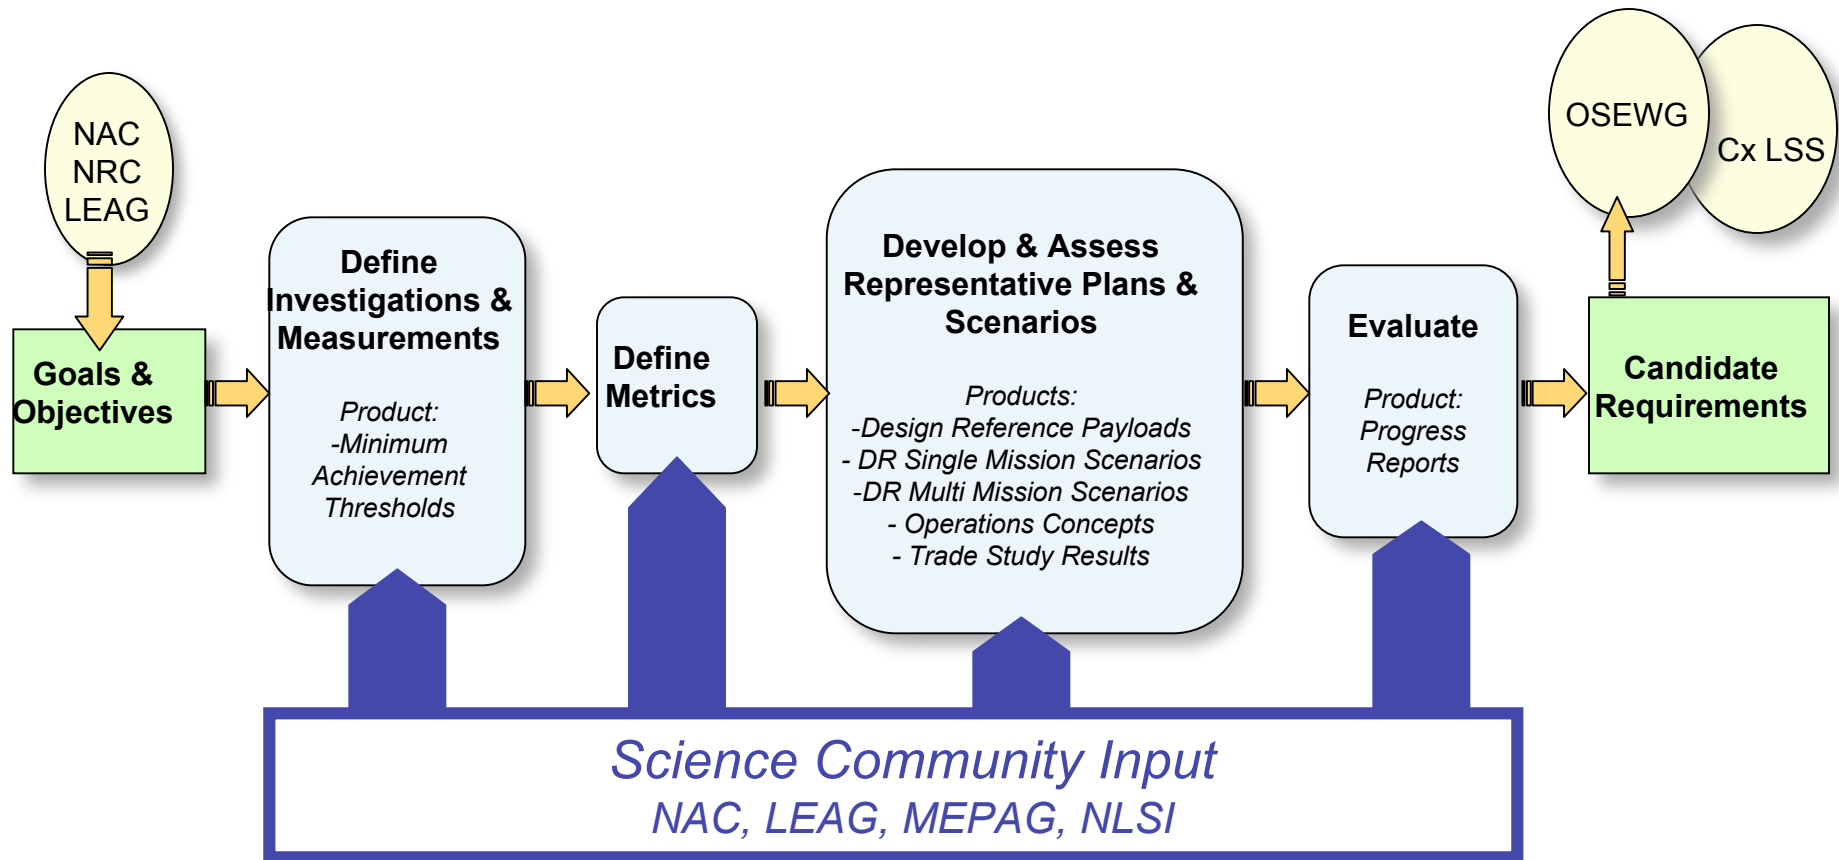 NAC
NRC
LEAG
Goals &
Objectives
Define
Investigations &
Measurements
Product:
-Minimum
Achievement
Thresholds
Define
Metrics
Develop & Assess
Representative Plans &
Scenarios
Products:
-Design Reference Payloads
- DR Single Mission Scenarios
-DR Multi Mission Scenarios
- Operations Concepts
- Trade Study Results
Evaluate
Product:
Progress
Reports
Candidate
Requirements
OSEWG
Cx LSS
Science Community Input
NAC, LEAG, MEPAG, NLSI